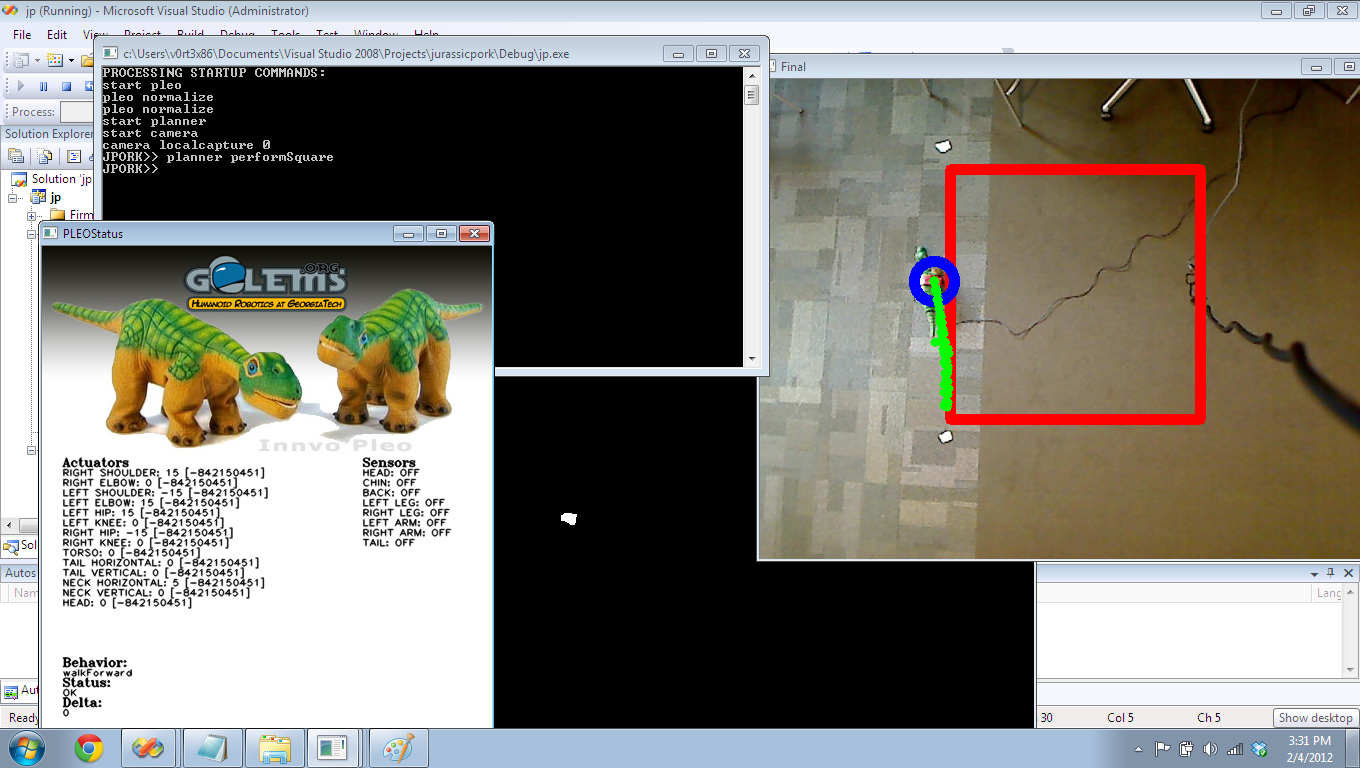 jp (Running) - Microsoft Visual Studio (Administrator)
File Edit View Project Build Debug Tools Test Window Help
Process:
Solution Explorer
Solution 'jp
jp
Firm
Sol
Autos
Nam
Aut
Ready
c:\Users\v0rt3x86\Documents\Visual Studio 2008\Projects\jurassicpork\Debug\jp.exe
PROCESSING STARTUP COMMANDS:
start pleo
pleo normalize
pleo normalize
start planner
start camera
camera localcapture 0
JPORK>> planner performSquare
JPORK>>
Final
PLEOStatus
GOLEMS.ORG
HUMANOID ROBOTICS AT GEORGIATECH
Innvo Pleo
Actuators
RIGHT SHOULDER: 15 [-842150451]
RIGHT ELBOW: 0 [-842150451]
LEFT SHOULDER: -15 [-842150451]
LEFT ELBOW: 15 [-842150451]
LEFT HIP: 15 [-842150451]
LEFT KNEE: 0 [-842150451]
RIGHT HIP: -15 [-842150451]
RIGHT KNEE: 0 [-842150451]
TORSO: 0 [-842150451]
TAIL HORIZONTAL: 0 [-842150451]
TAIL VERTICAL: 0 [-842150451]
NECK HORIZONTAL: 5 [-842150451]
NECK VERTICAL: 0 [-842150451]
HEAD: 0 [-842150451]
Sensors
HEAD: OFF
CHIN: OFF
BACK: OFF
LEFT LEG: OFF
RIGHT LEG: OFF
LEFT ARM: OFF
RIGHT ARM: OFF
TAIL: OFF
Behavior:
walkForward
Status:
OK
Delta:
0
Lang
30 Col 5 Ch 5
Show desktop
3:31 PM
2/4/2012